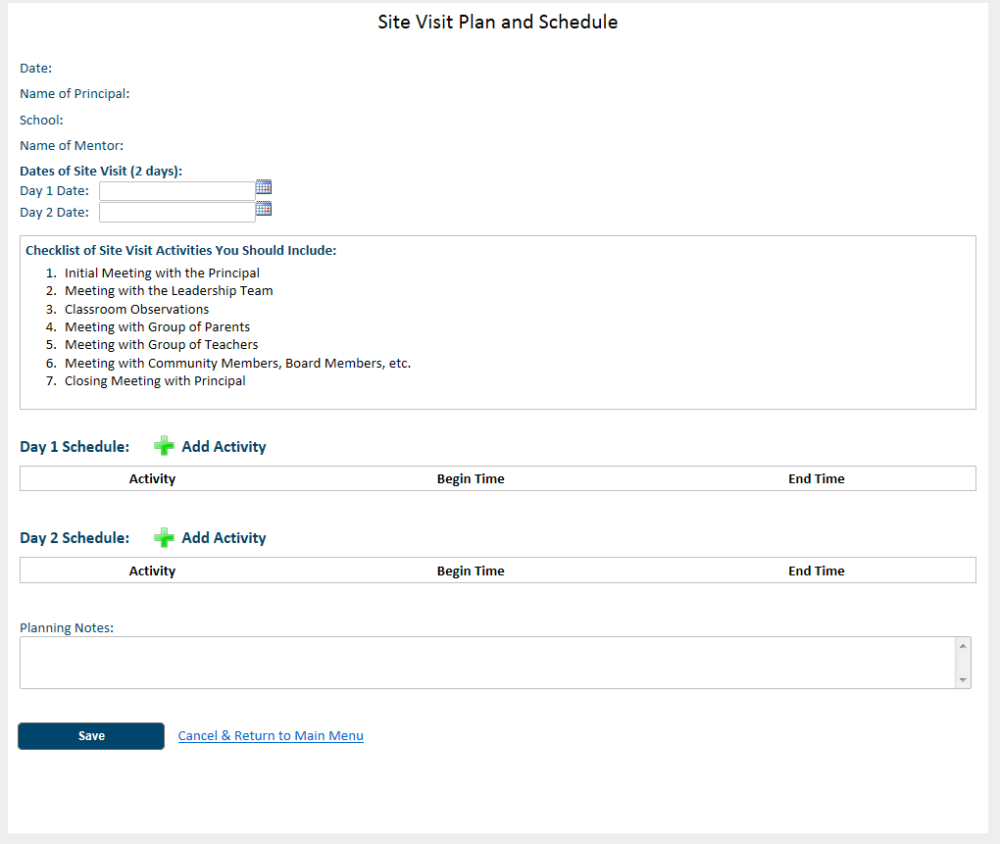 Site Visit Plan and Schedule
Date:
Name of Principal:
School:
Name of Mentor:
Dates of Site Visit (2 days):
Day 1 Date:
Day 2 Date:
Checklist of Site Visit Activities You Should Include:
1. Initial Meeting with the Principal
2. Meeting with the Leadership Team
3. Classroom Observations
4. Meeting with Group of Parents
5. Meeting with Group of Teachers
6. Meeting with Community Members, Board Members, etc.
7. Closing Meeting with Principal
Day 1 Schedule: Add Activity
Activity Begin Time End Time
Day 2 Schedule: Add Activity
Activity Begin Time End Time
Planning Notes:
Save Cancel & Return to Main Menu